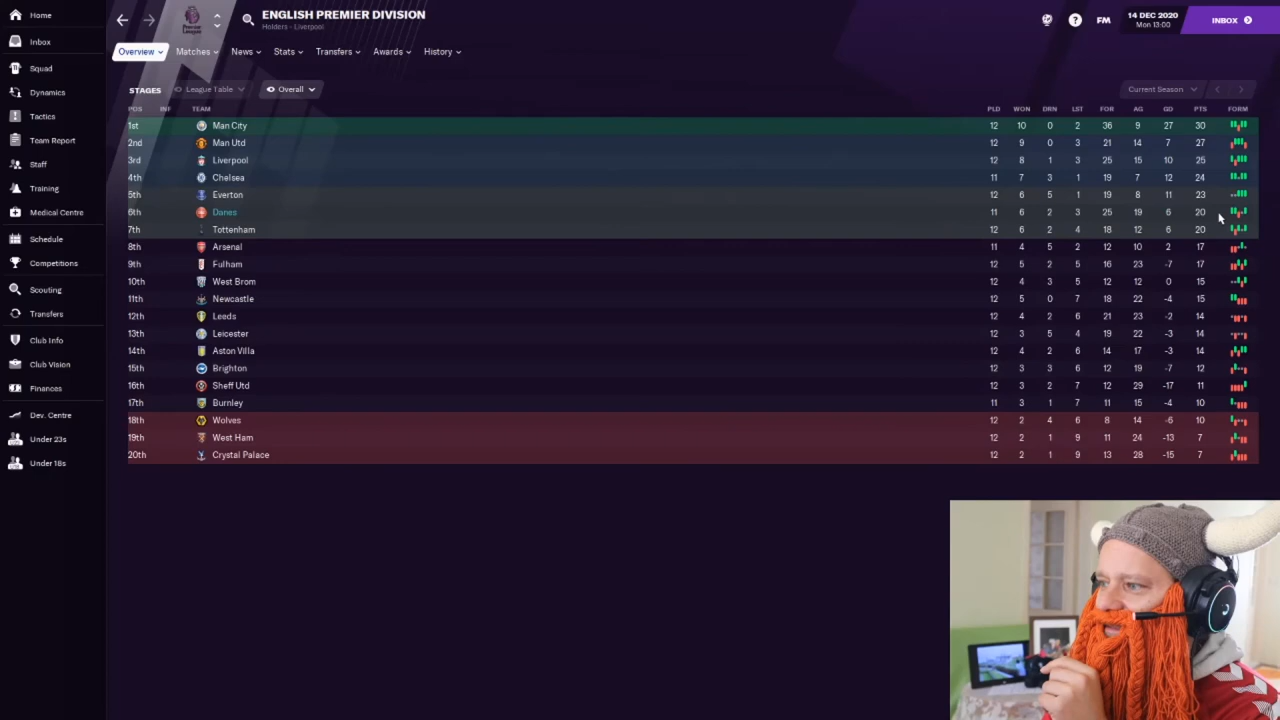 Home
Inbox
Squad
Dynamics
Tactics
Team Report
Staff
Training
Medical Centre
Schedule
Competitions
Scouting
Transfers
Club Info
Club Vision
Finances
Dev. Centre
Under 23s
Under 18s
Premier League
ENGLISH PREMIER DIVISION
Holders - Liverpool
? FM 14 DEC 2020
Mon 13:00
INBOX
Overview Matches News Stats Transfers Awards History
STAGES League Table Overall Current Season
POS INF TEAM PLD WON DRN LST FOR AG GD PTS FORM
1st Man City 12 10 0 2 36 9 27 30
2nd Man Utd 12 9 0 3 21 14 7 27
3rd Liverpool 12 8 1 3 25 15 10 25
4th Chelsea 11 7 3 1 19 7 12 24
5th Everton 12 6 5 1 19 8 11 23
6th Danes 11 6 2 3 25 19 6 20
7th Tottenham 12 6 2 4 18 12 6 20
8th Arsenal 11 4 5 2 12 10 2 17
9th Fulham 12 5 2 5 16 23 -7 17
10th West Brom 12 4 3 5 12 12 0 15
11th Newcastle 12 5 0 7 18 22 -4 15
12th Leeds 12 4 2 6 21 23 -2 14
13th Leicester 12 3 5 4 19 22 -3 14
14th Aston Villa 12 4 2 6 14 17 -3 14
15th Brighton 12 3 3 6 12 19 -7 12
16th Sheff Utd 12 3 2 7 12 29 -17 11
17th Burnley 11 3 1 7 11 15 -4 10
18th Wolves 12 2 4 6 8 14 -6 10
19th West Ham 12 2 1 9 11 24 -13 7
20th Crystal Palace 12 2 1 9 13 28 -15 7